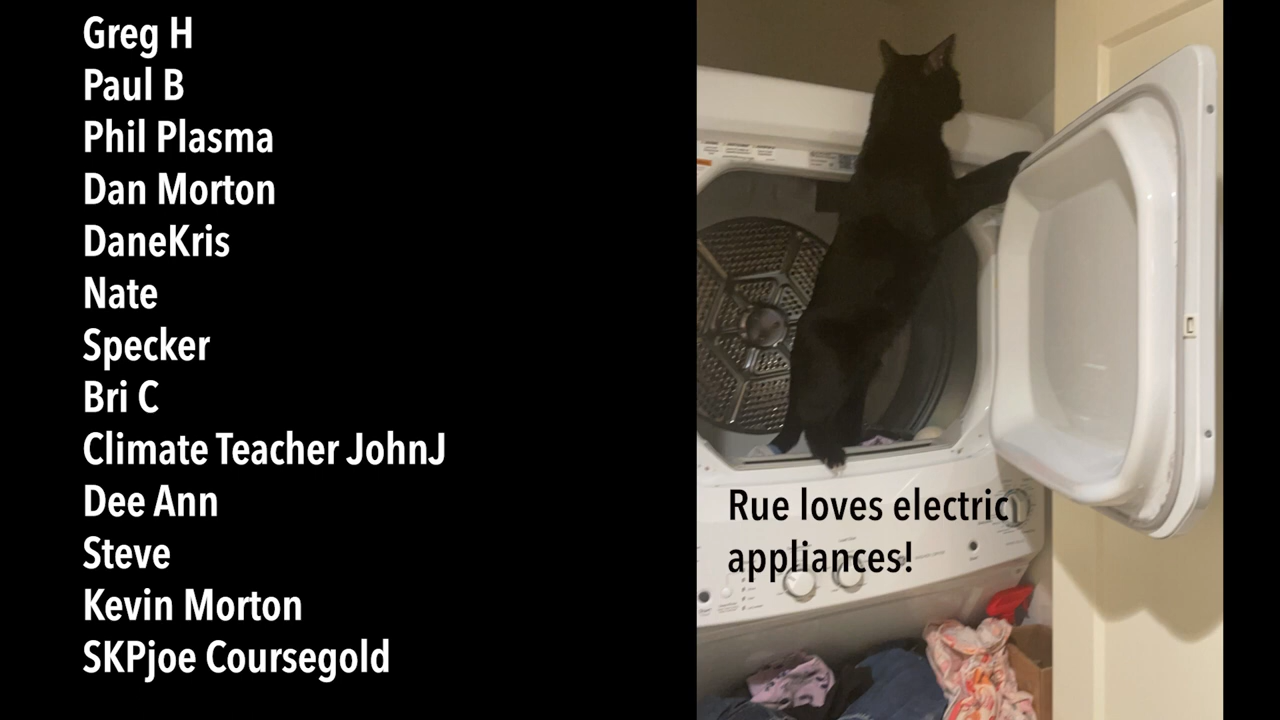 Greg H
Paul B
Phil Plasma
Dan Morton
DaneKris
Nate
Specker
Bri C
Climate Teacher JohnJ
Dee Ann
Steve
Kevin Morton
SKPjoe Coursegold
Rue loves electric
appliances!